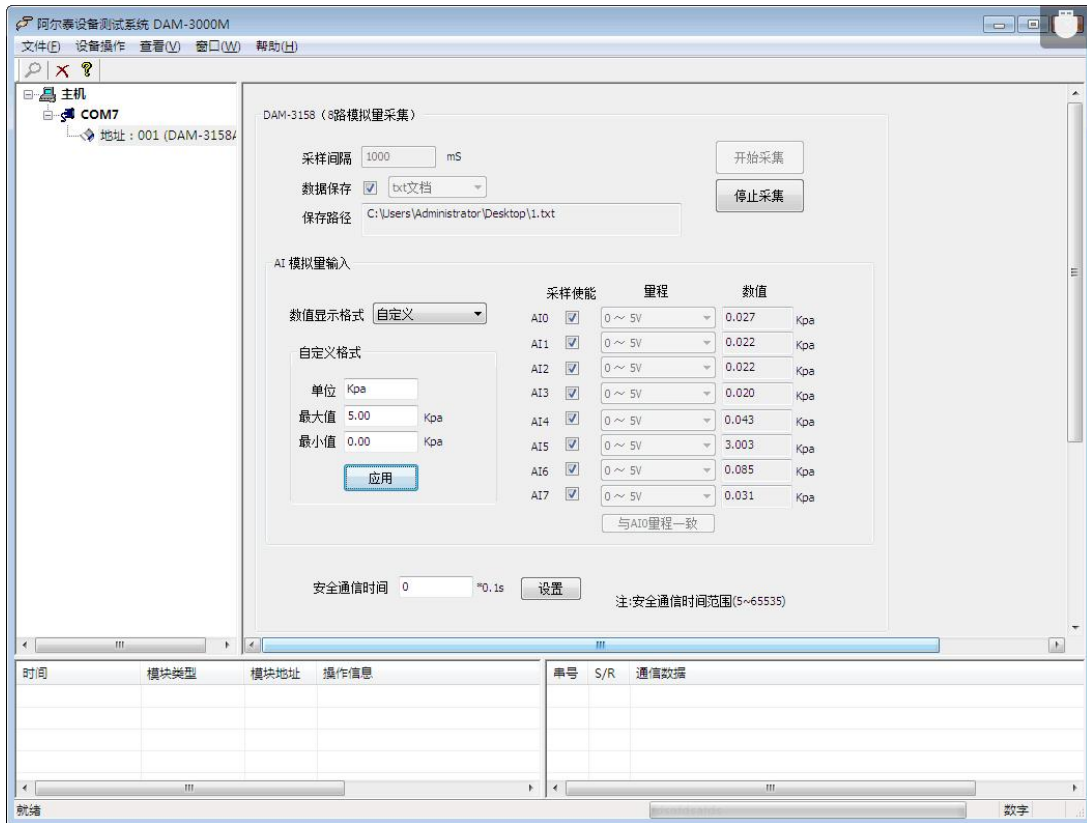 阿尔泰设备测试系统 DAM-3000M
文件(F) 设备操作 查看(V) 窗口(W) 帮助(H)
主机
COM7
地址：001 (DAM-3158A
DAM-3158（8路模拟量采集）
采样间隔 1000 mS 开始采集
数据保存 txt文档
停止采集
保存路径 C:\Users\Administrator\Desktop\1.txt
AI 模拟量输入
采样使能 量程 数值
数值显示格式 自定义
自定义格式
单位 Kpa
最大值 5.00 Kpa
最小值 0.00 Kpa
应用
AI0 0～ 5V 0.027 Kpa
AI1 0～ 5V 0.022 Kpa
AI2 0～ 5V 0.022 Kpa
AI3 0～ 5V 0.020 Kpa
AI4 0～ 5V 0.043 Kpa
AI5 0～ 5V 3.003 Kpa
AI6 0～ 5V 0.085 Kpa
AI7 0～ 5V 0.031 Kpa
与AI0量程一致
安全通信时间 0 *0.1s 设置 注:安全通信时间范围(5~65535)
时间 模块类型 模块地址 操作信息 串号 S/R 通信数据
就绪 数字